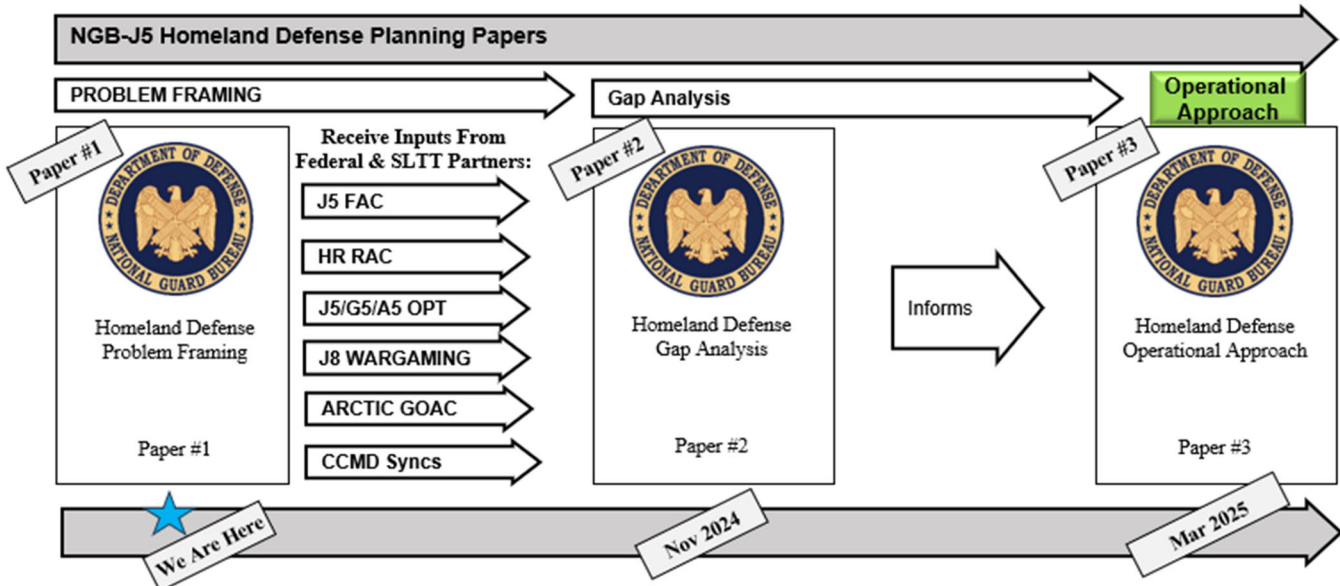 NGB-J5 Homeland Defense Planning Papers
PROBLEM FRAMING
Gap Analysis
Operational
Approach
Paper #1
DEPARTMENT OF DEFENSE
NATIONAL GUARD BUREAU
Homeland Defense
Problem Framing
Paper #1
Receive Inputs From
Federal & SLTT Partners:
J5 FAC
HR RAC
J5/G5/A5 OPT
J8 WARGAMING
ARCTIC GOAC
CCMD Syncs
Paper #2
DEPARTMENT OF DEFENSE
NATIONAL GUARD BUREAU
Homeland Defense
Gap Analysis
Paper #2
Informs
Paper #3
DEPARTMENT OF DEFENSE
NATIONAL GUARD BUREAU
Homeland Defense
Operational Approach
Paper #3
We Are Here
Nov 2024
Mar 2025